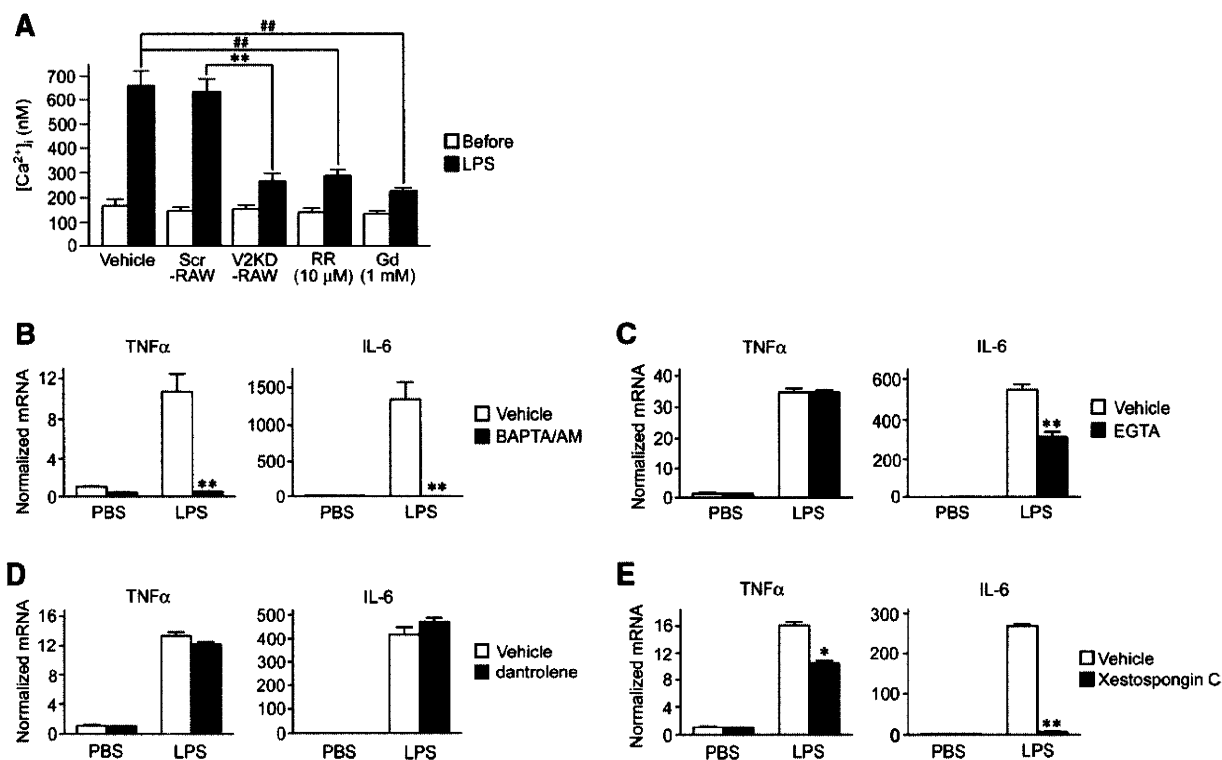 A
##
##
**
700
600
500
400
300
200
100
0
[Ca2+]i (nM)
Before
LPS
Vehicle
Scr
-RAW
V2KD
-RAW
RR
(10 µM)
Gd
(1 mM)
B
TNFα
IL-6
Normalized mRNA
12
8
4
0
**
PBS
LPS
1500
1000
500
0
**
PBS
LPS
Vehicle
BAPTA/AM
C
TNFα
IL-6
Normalized mRNA
40
30
20
10
0
PBS
LPS
600
400
200
0
**
PBS
LPS
Vehicle
EGTA
D
TNFα
IL-6
Normalized mRNA
16
12
8
4
0
PBS
LPS
500
400
300
200
100
0
PBS
LPS
Vehicle
dantrolene
E
TNFα
IL-6
Normalized mRNA
16
12
8
4
0
*
PBS
LPS
300
200
100
0
**
PBS
LPS
Vehicle
Xestospongin C